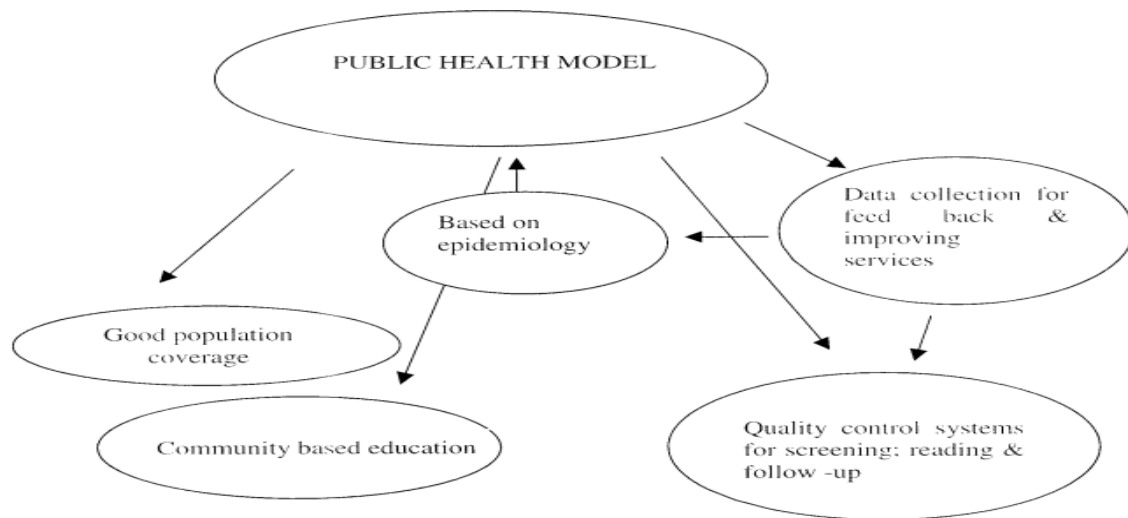 PUBLIC HEALTH MODEL
Based on
epidemiology
Data collection for
feed back &
improving
services
Good population
coverage
Community based education
Quality control systems
for screening; reading &
follow -up